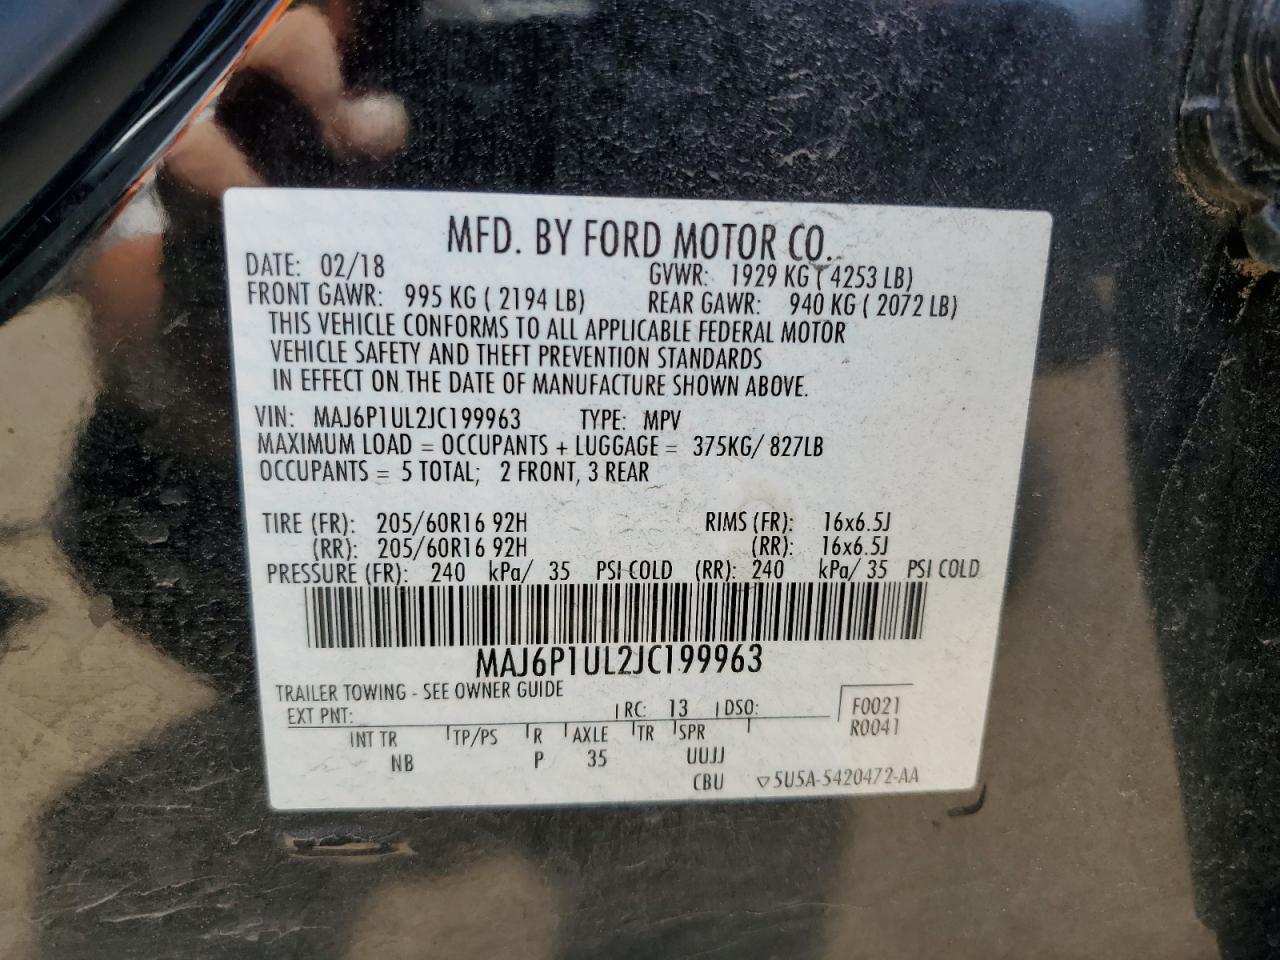 MFD. BY FORD MOTOR CO.
DATE: 02/18 GVWR: 1929 KG ( 4253 LB)
FRONT GAWR: 995 KG ( 2194 LB) REAR GAWR: 940 KG ( 2072 LB)
THIS VEHICLE CONFORMS TO ALL APPLICABLE FEDERAL MOTOR
VEHICLE SAFETY AND THEFT PREVENTION STANDARDS
IN EFFECT ON THE DATE OF MANUFACTURE SHOWN ABOVE.
VIN: MAJ6P1UL2JC199963 TYPE: MPV
MAXIMUM LOAD = OCCUPANTS + LUGGAGE = 375KG/ 827LB
OCCUPANTS = 5 TOTAL; 2 FRONT, 3 REAR
TIRE (FR): 205/60R16 92H RIMS (FR): 16x6.5J
(RR): 205/60R16 92H (RR): 16x6.5J
PRESSURE (FR): 240 kPa/ 35 PSI COLD (RR): 240 kPa/ 35 PSI COLD
MAJ6P1UL2JC199963
TRAILER TOWING - SEE OWNER GUIDE
EXT PNT: RC: 13 DSO: F0021
R0041
INT TR TP/PS R AXLE TR SPR
NB P 35 UUJJ
CBU 5U5A-5420472-AA